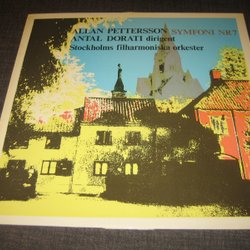 ALLAN PETTERSSON SYMFONI NR 7
ANTAL DORATI dirigent
Stockholms filharmoniska orkester